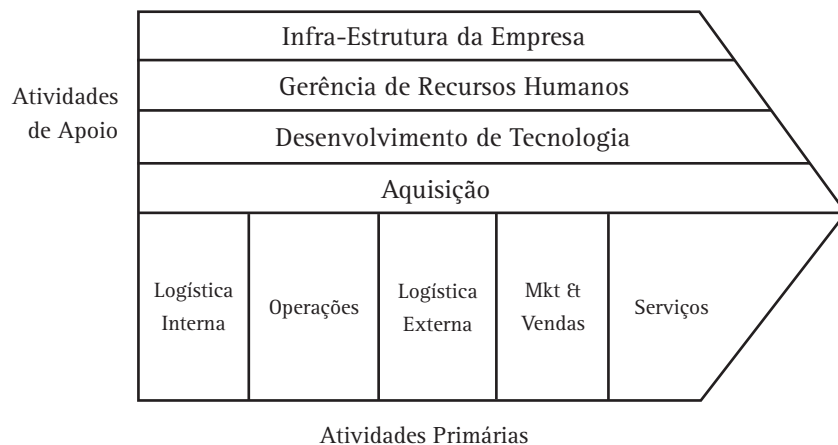 Infra-Estrutura da Empresa
Gerência de Recursos Humanos
Atividades
de Apoio
Desenvolvimento de Tecnologia
Aquisição
Logística
Interna
Operações
Logística
Externa
Mkt &
Vendas
Serviços
Atividades Primárias